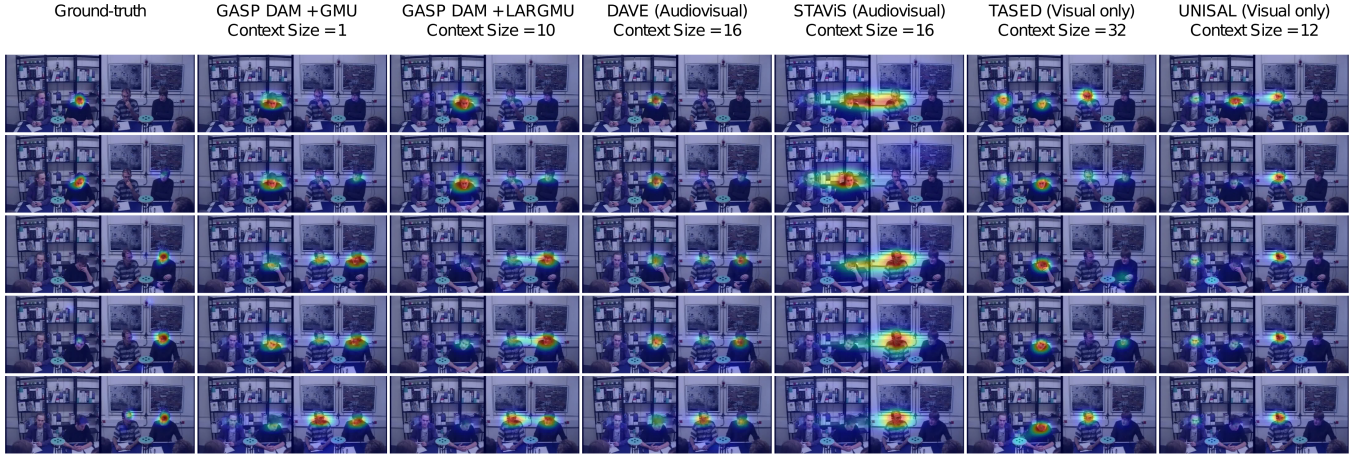 Ground-truth
GASP DAM +GMU
Context Size = 1
GASP DAM +LARGMU
Context Size = 10
DAVE (Audiovisual)
Context Size = 16
STAViS (Audiovisual)
Context Size = 16
TASED (Visual only)
Context Size = 32
UNISAL (Visual only)
Context Size = 12